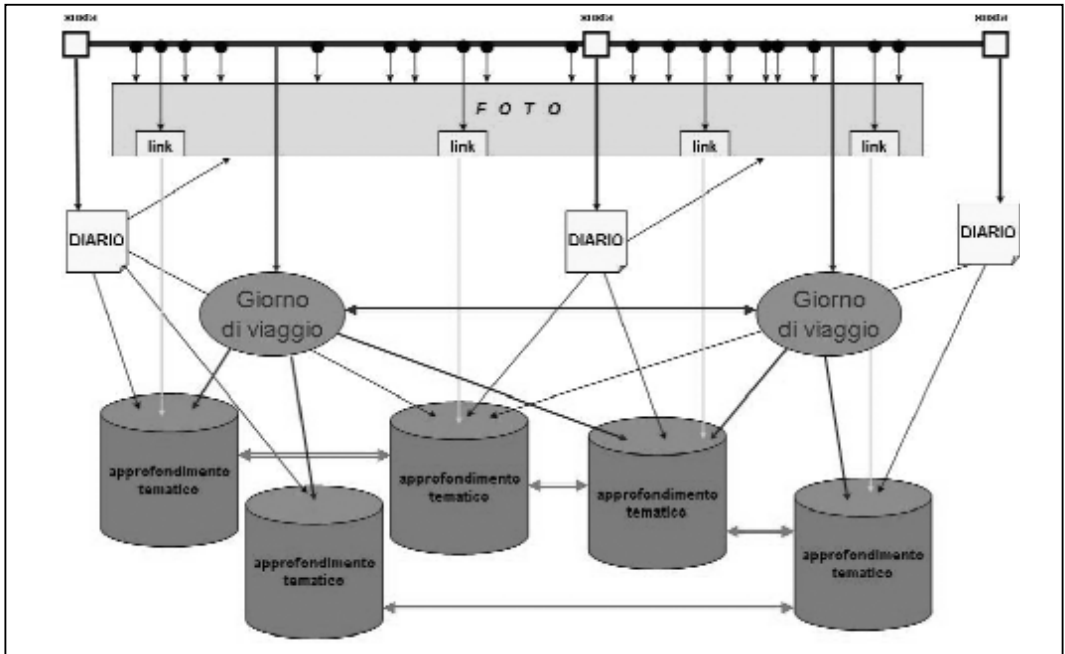 F O T O
link
link
link
link
DIARIO
DIARIO
DIARIO
Giorno
di viaggio
Giorno
di viaggio
approfondimento
tematico
approfondimento
tematico
approfondimento
tematico
approfondimento
tematico
approfondimento
tematico